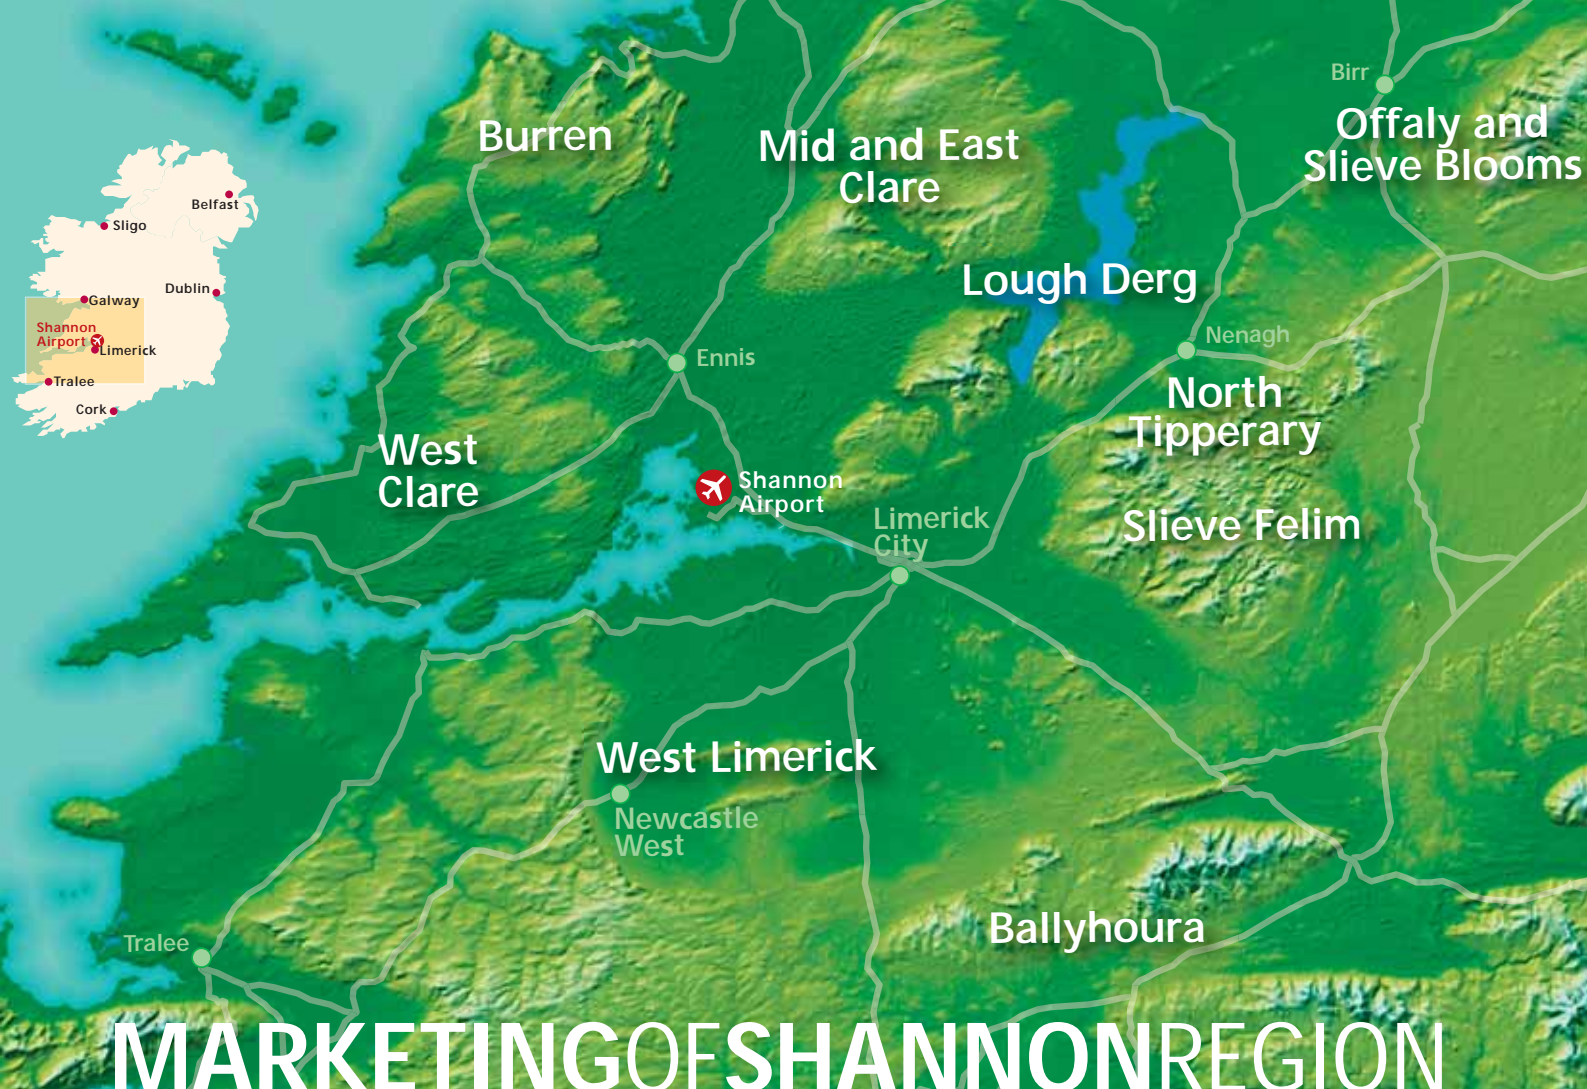 Birr
Burren
Mid and East
Clare
Offaly and
Slieve Blooms
Belfast
Sligo
Dublin
Galway
Shannon
Airport
Limerick
Tralee
Cork
Lough Derg
Nenagh
Ennis
North
Tipperary
West
Clare
Shannon
Airport
Limerick
City
Slieve Felim
West Limerick
Newcastle
West
Ballyhoura
Tralee
MARKETINGOFSHANNONREGION